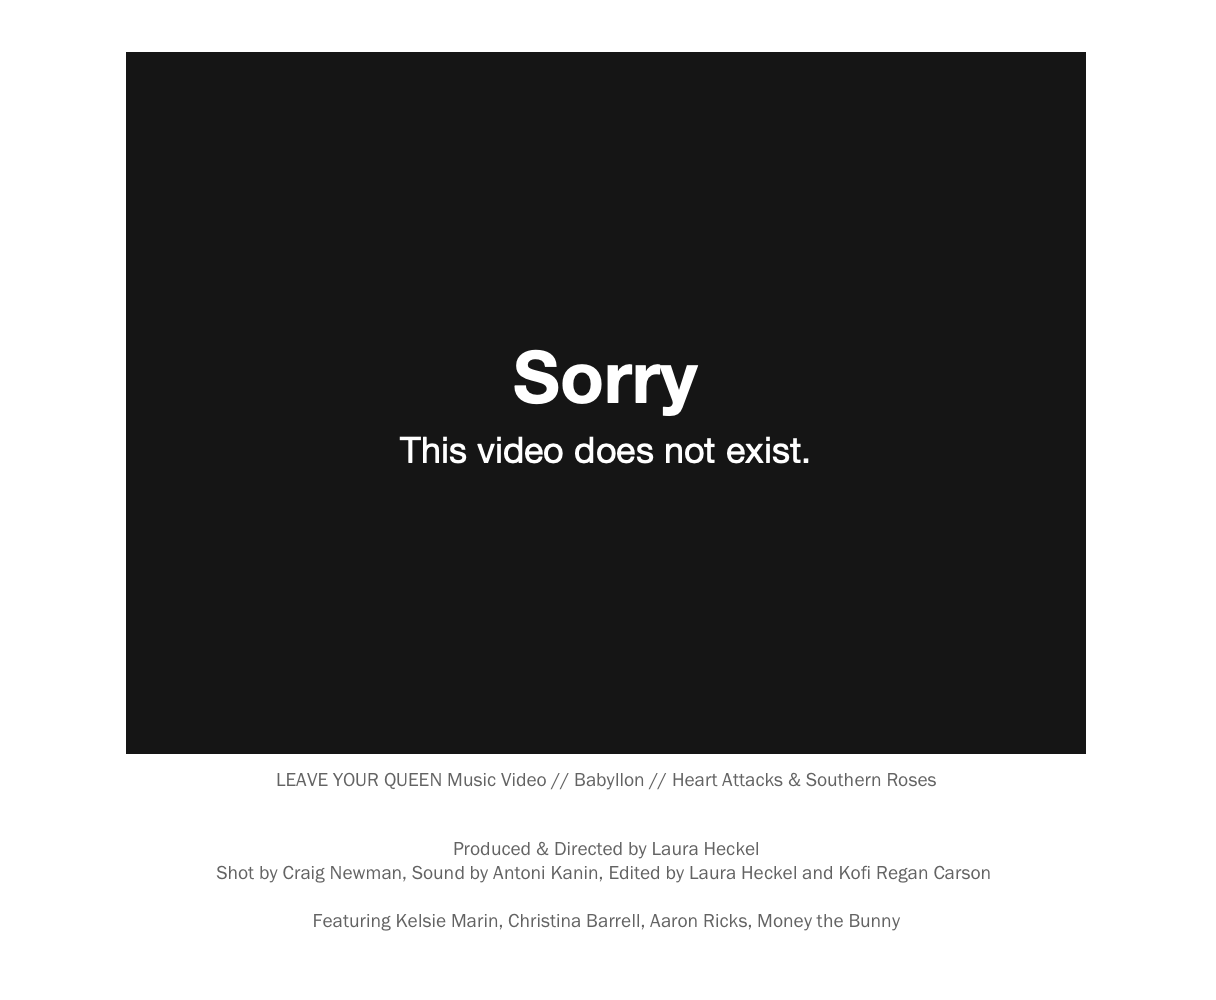 Sorry
This video does not exist.
LEAVE YOUR QUEEN Music Video // Babyllon // Heart Attacks & Southern Roses
Produced & Directed by Laura Heckel
Shot by Craig Newman, Sound by Antoni Kanin, Edited by Laura Heckel and Kofi Regan Carson
Featuring Kelsie Marin, Christina Barrell, Aaron Ricks, Money the Bunny